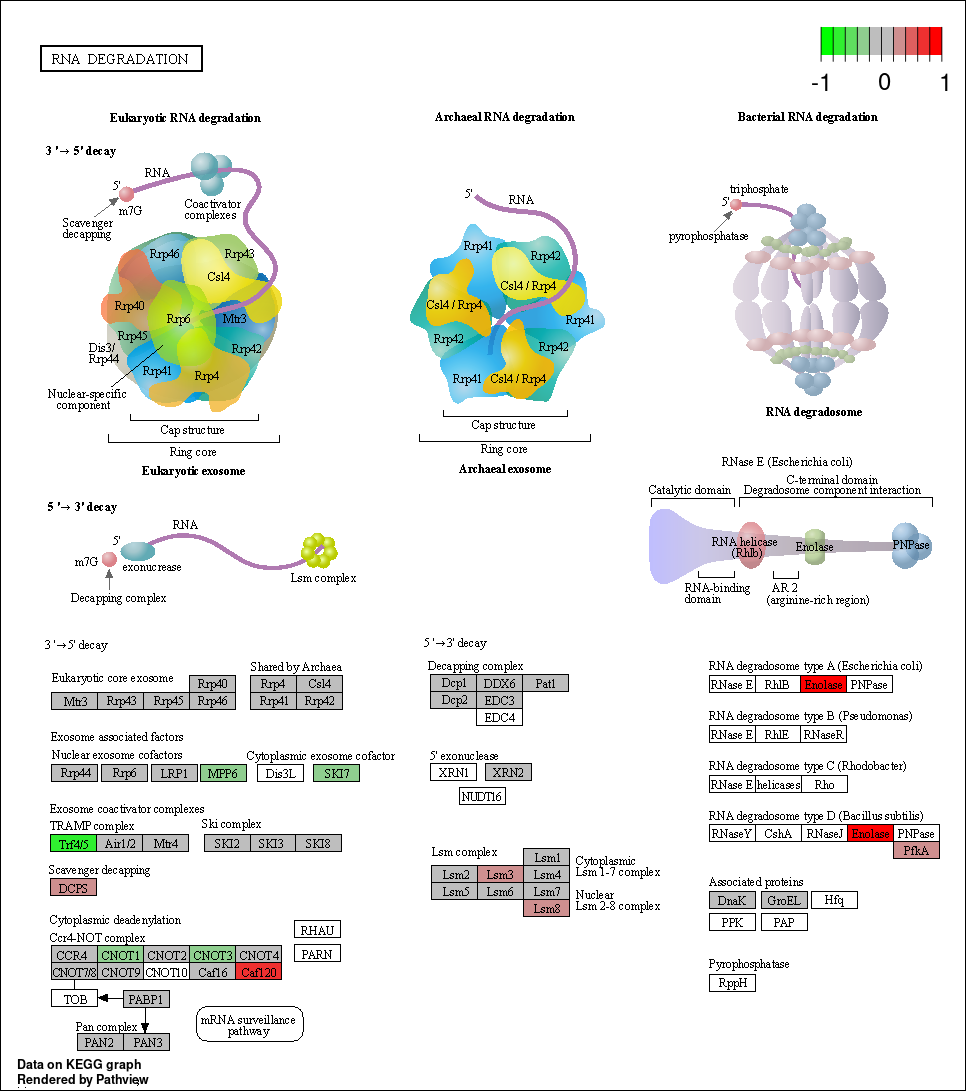 RNA DEGRADATION
-1 0 1
Eukaryotic RNA degradation
Archaeal RNA degradation
Bacterial RNA degradation
3 '→ 5' decay
RNA
5'
m7G
Scavenger
decapping
Coactivator
complexes
Rrp46
Rrp43
Csl4
Rrp40
Rrp6
Mtr3
Rrp45
Dis3/
Rrp44
Rrp42
Rrp41
Rrp4
Nuclear-specific
component
Cap structure
Ring core
Eukaryotic exosome
5'
RNA
Rrp41
Rrp42
Csl4 / Rrp4
Csl4 / Rrp4
Rrp41
Rrp42
Rrp42
Rrp41
Csl4 / Rrp4
Cap structure
Ring core
Archaeal exosome
triphosphate
5'
pyrophosphatase
RNA degradosome
RNase E (Escherichia coli)
C-terminal domain
Catalytic domain
Degradosome component interaction
RNA helicase
(Rhlb)
Enolase
PNPase
RNA-binding
domain
AR 2
(arginine-rich region)
5 '→ 3' decay
RNA
5'
m7G
exonucrease
Decapping complex
Lsm complex
3 '→5' decay
Eukaryotic core exosome
Shared by Archaea
Rrp40
Rrp4 Csl4
Mtr3 Rrp43 Rrp45 Rrp46
Rrp41 Rrp42
Exosome associated factors
Nuclear exosome cofactors
Cytoplasmic exosome cofactor
Rrp44 Rrp6 LRP1 MPP6
Dis3L SKI7
Exosome coactivator complexes
TRAMP complex
Ski complex
Trf4/5 Air1/2 Mtr4
SKI2 SKI3 SKI8
Scavenger decapping
DCPS
Cytoplasmic deadenylation
Ccr4-NOT complex
CCR4 CNOT1 CNOT2 CNOT3 CNOT4
CNOT7/8 CNOT9 CNOT10 Caf16 Caf120
RHAU
PARN
TOB
PABP1
Pan complex
PAN2 PAN3
mRNA surveillance
pathway
5 '→3' decay
Decapping complex
Dcp1 DDX6 Pat1
Dcp2 EDC3
EDC4
5' exonuclease
XRN1 XRN2
NUDT16
Lsm complex
Lsm1
Lsm2 Lsm3 Lsm4
Lsm5 Lsm6 Lsm7
Lsm8
Cytoplasmic
Lsm 1-7 complex
Nuclear
Lsm 2-8 complex
RNA degradosome type A (Escherichia coli)
RNase E RhlB Enolase PNPase
RNA degradosome type B (Pseudomonas)
RNase E RhlE RNaseR
RNA degradosome type C (Rhodobacter)
RNase E helicases Rho
RNA degradosome type D (Bacillus subtilis)
RNaseY CshA RNaseJ Enolase PNPase
PfkA
Associated proteins
DnaK GroEL Hfq
PPK PAP
Pyrophosphatase
RppH
Data on KEGG graph
Rendered by Pathview